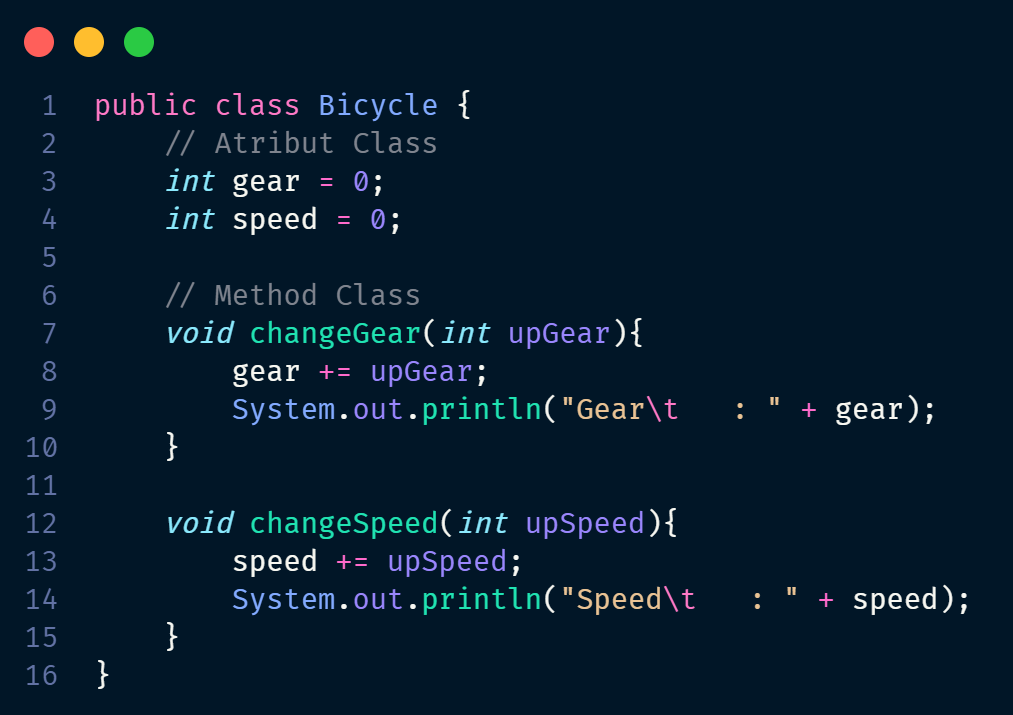 1 public class Bicycle {
2     // Atribut Class
3     int gear = 0;
4     int speed = 0;
5
6     // Method Class
7     void changeGear(int upGear){
8         gear += upGear;
9         System.out.println("Gear\t   : " + gear);
10     }
11
12     void changeSpeed(int upSpeed){
13         speed += upSpeed;
14         System.out.println("Speed\t   : " + speed);
15     }
16 }